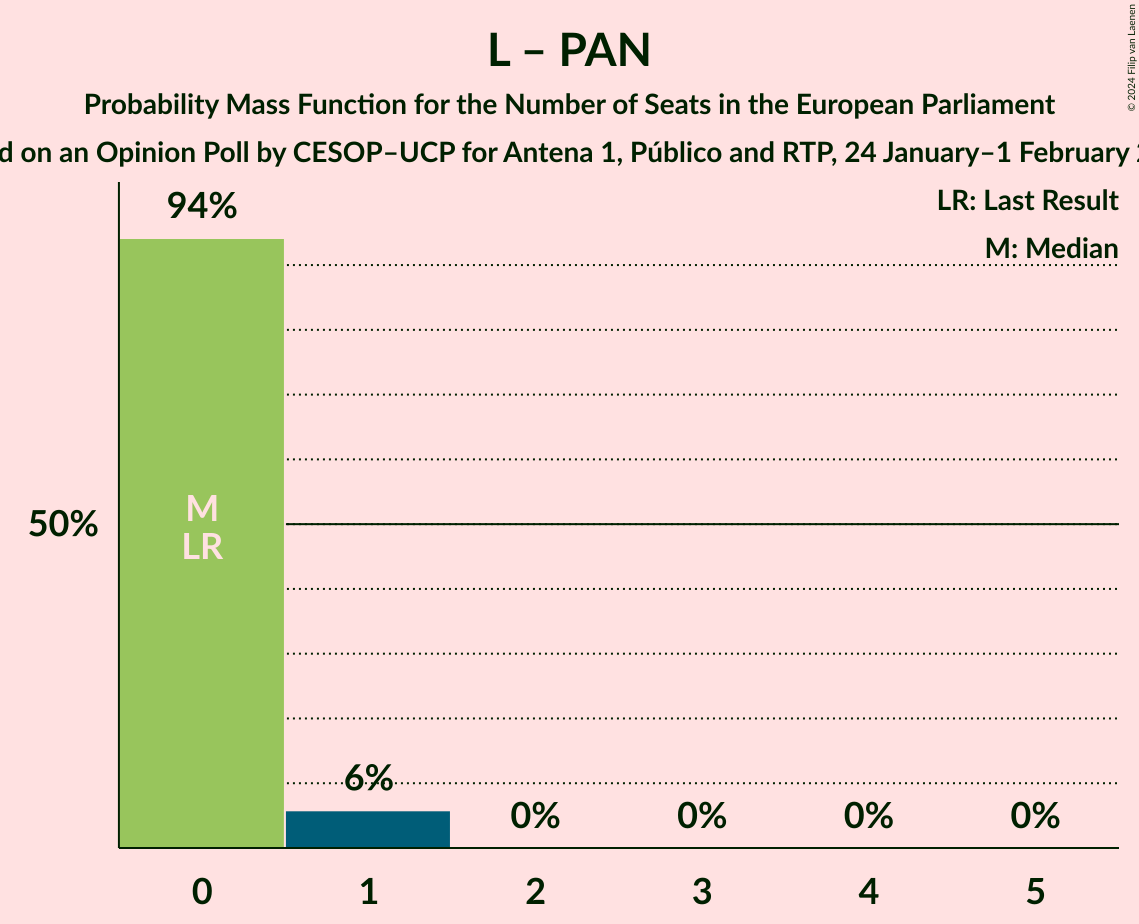 L – PAN
Probability Mass Function for the Number of Seats in the European Parliament
on an Opinion Poll by CESOP–UCP for Antena 1, Público and RTP, 24 January–1 February
© 2024 Filip van Laenen
LR: Last Result
M: Median
94%
50%
M
LR
6%
0%
0%
0%
0%
0
1
2
3
4
5